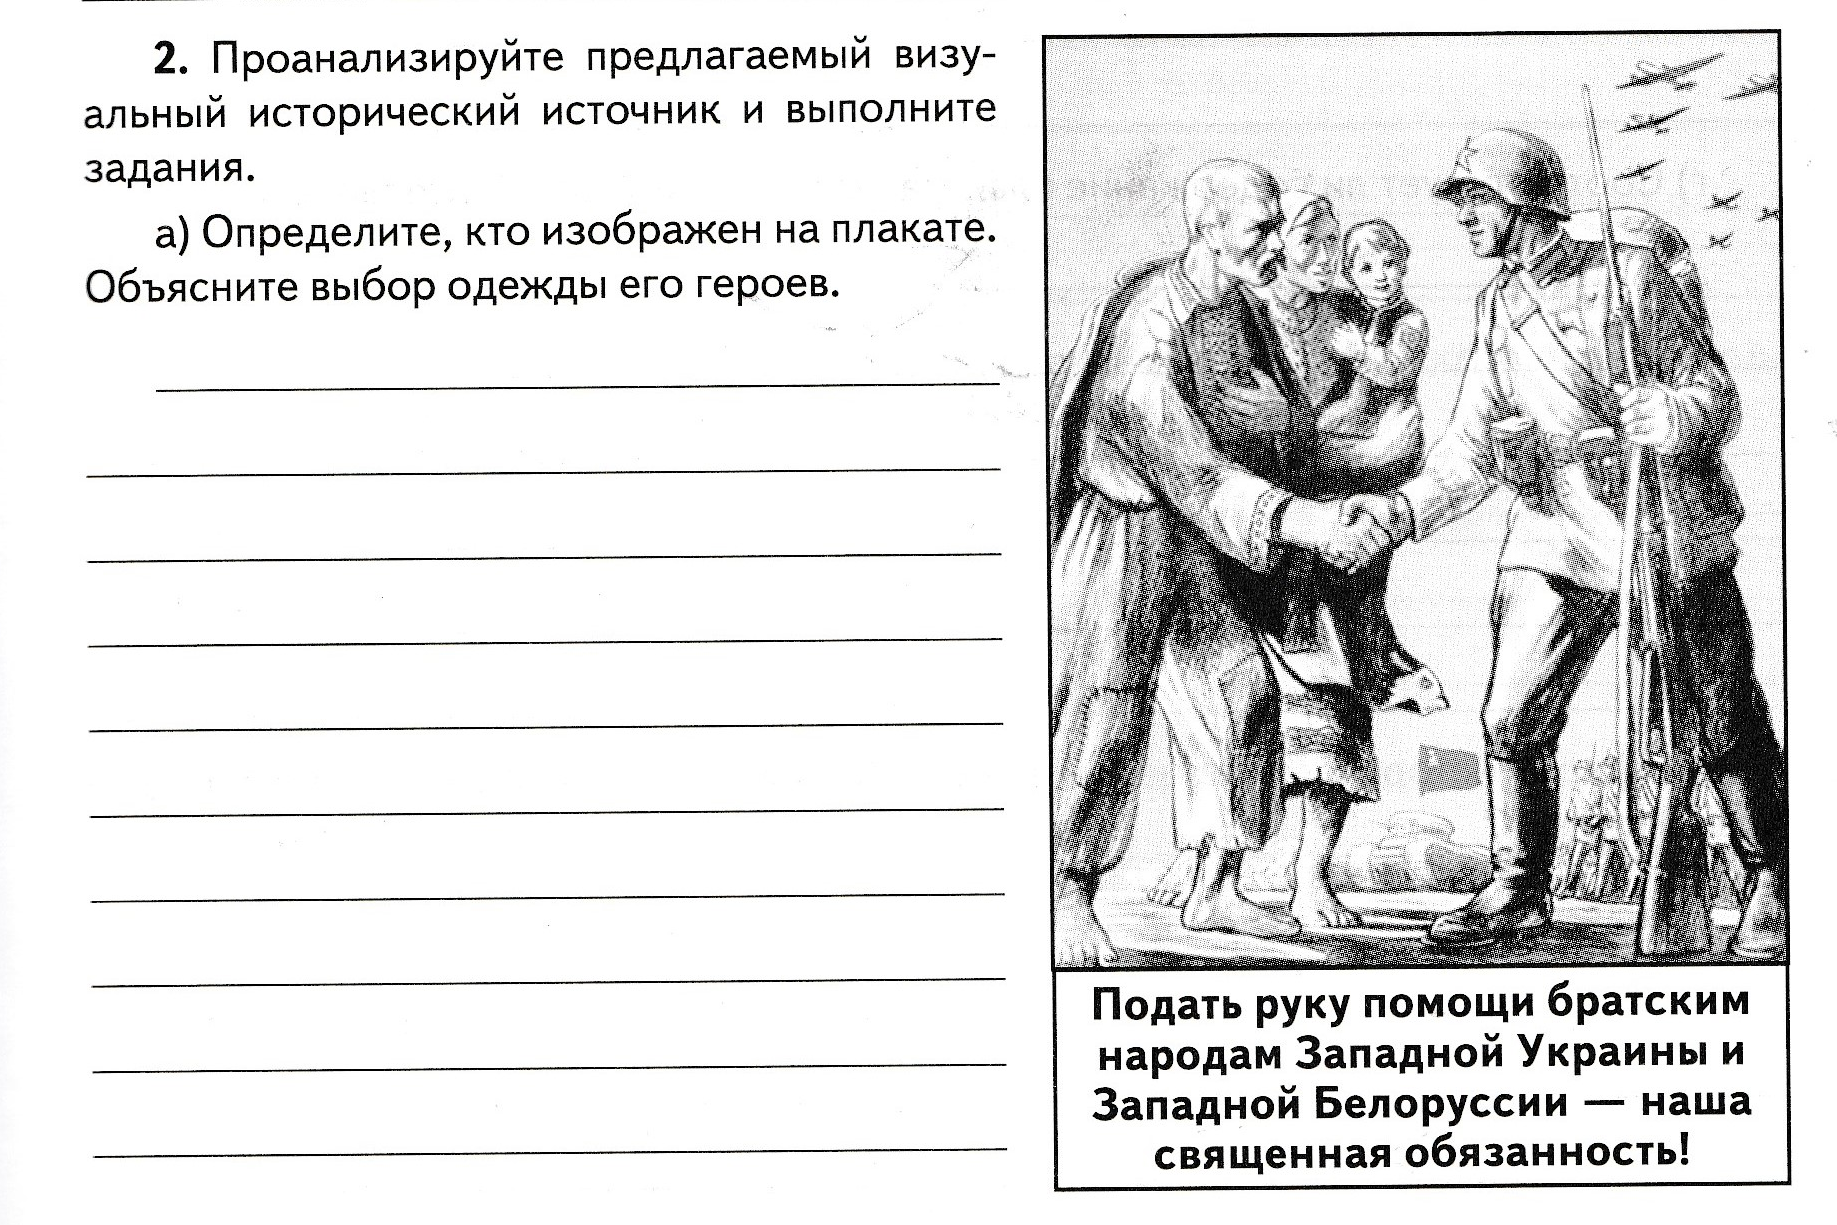 2. Проанализируйте предлагаемый визу-
альный исторический источник и выполните
задания.
а) Определите, кто изображен на плакате.
Объясните выбор одежды его героев.
Подать руку помощи братским
народам Западной Украины и
Западной Белоруссии — наша
священная обязанность!